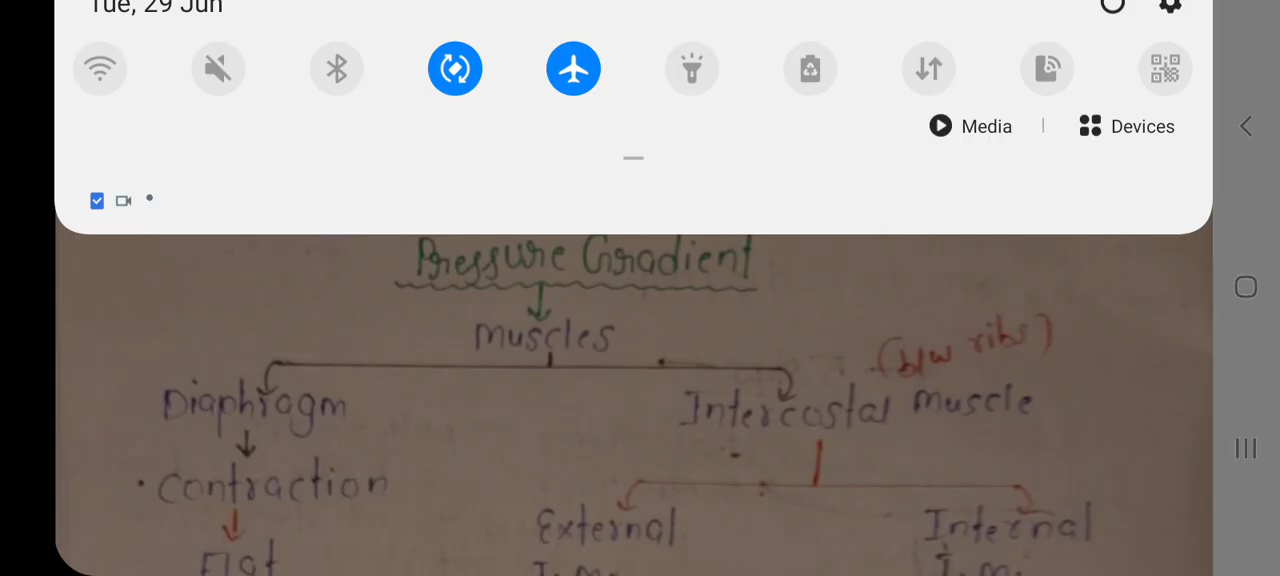 Tue, 29 Jun
Media
Devices
Pressure Gradient
Muscles
(b/w ribs)
Diaphragm
Intercostal muscle
Contraction
External
Internal
Flat
I.m.
I.m.